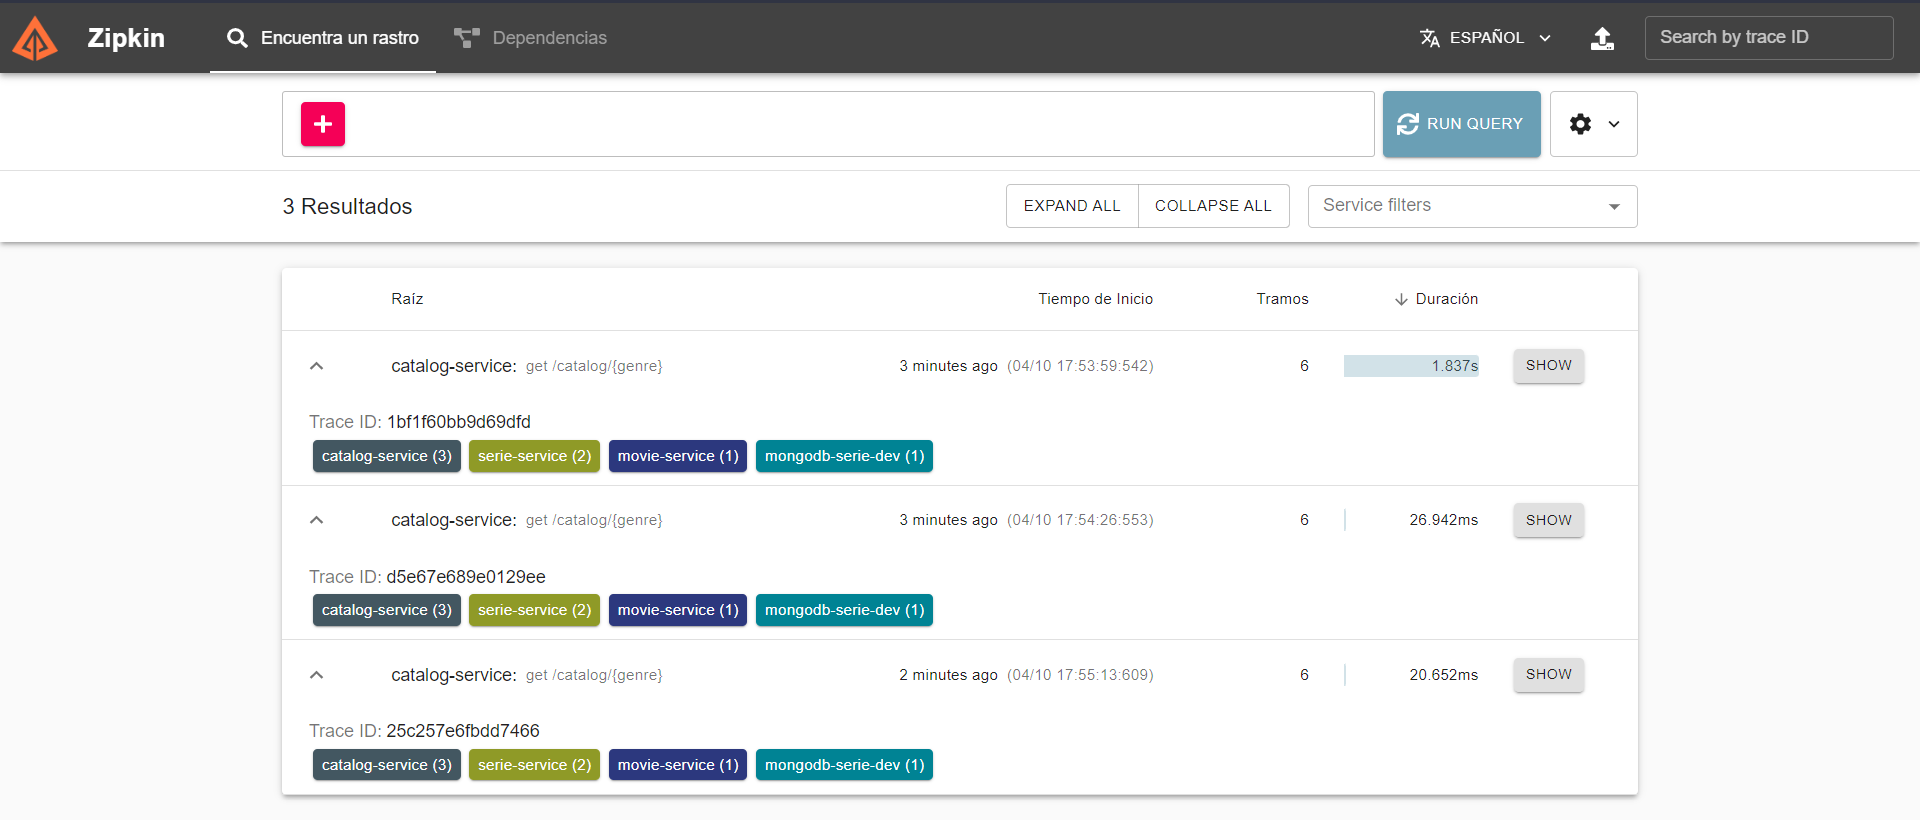 Zipkin Encuentra un rastro Dependencias ESPAÑOL Search by trace ID
RUN QUERY
3 Resultados EXPAND ALL COLLAPSE ALL Service filters
Raíz Tiempo de Inicio Tramos Duración
catalog-service: get /catalog/{genre} 3 minutes ago (04/10 17:53:59:542) 6 1.837s SHOW
Trace ID: 1bf1f60bb9d69dfd
catalog-service (3) serie-service (2) movie-service (1) mongodb-serie-dev (1)
catalog-service: get /catalog/{genre} 3 minutes ago (04/10 17:54:26:553) 6 26.942ms SHOW
Trace ID: d5e67e689e0129ee
catalog-service (3) serie-service (2) movie-service (1) mongodb-serie-dev (1)
catalog-service: get /catalog/{genre} 2 minutes ago (04/10 17:55:13:609) 6 20.652ms SHOW
Trace ID: 25c257e6fbdd7466
catalog-service (3) serie-service (2) movie-service (1) mongodb-serie-dev (1)